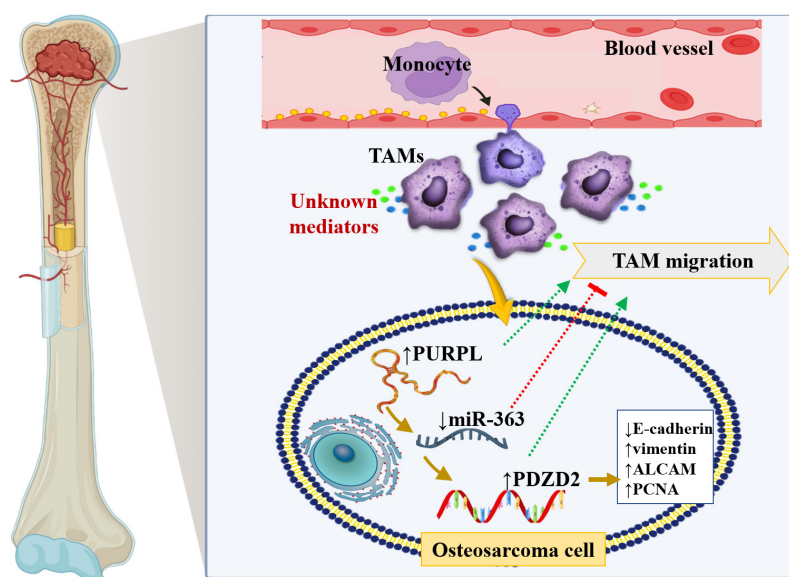 Blood vessel
Monocyte
TAMs
Unknown
mediators
TAM migration
↑PURPL
↓miR-363
↑PDZD2
↓E-cadherin
↑vimentin
↑ALCAM
↑PCNA
Osteosarcoma cell